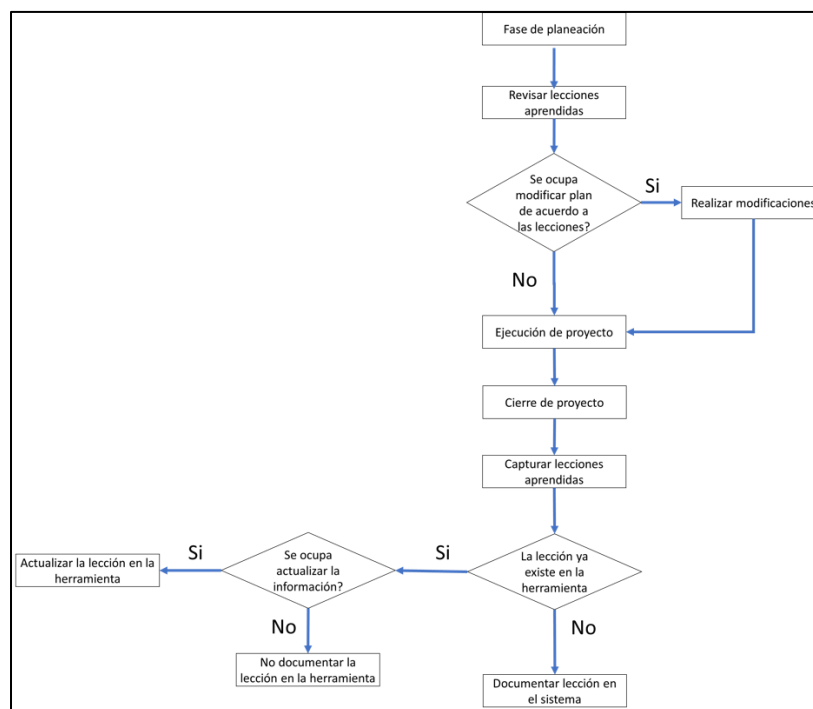 Fase de planeación
Revisar lecciones
aprendidas
Se ocupa
modificar plan
de acuerdo a
las lecciones?
Si
Realizar modificaciones
No
Ejecución de proyecto
Cierre de proyecto
Capturar lecciones
aprendidas
La lección ya
existe en la
herramienta
Si
Se ocupa
actualizar la
información?
Si
Actualizar la lección en la
herramienta
No
No documentar la
lección en la herramienta
No
Documentar lección en
el sistema